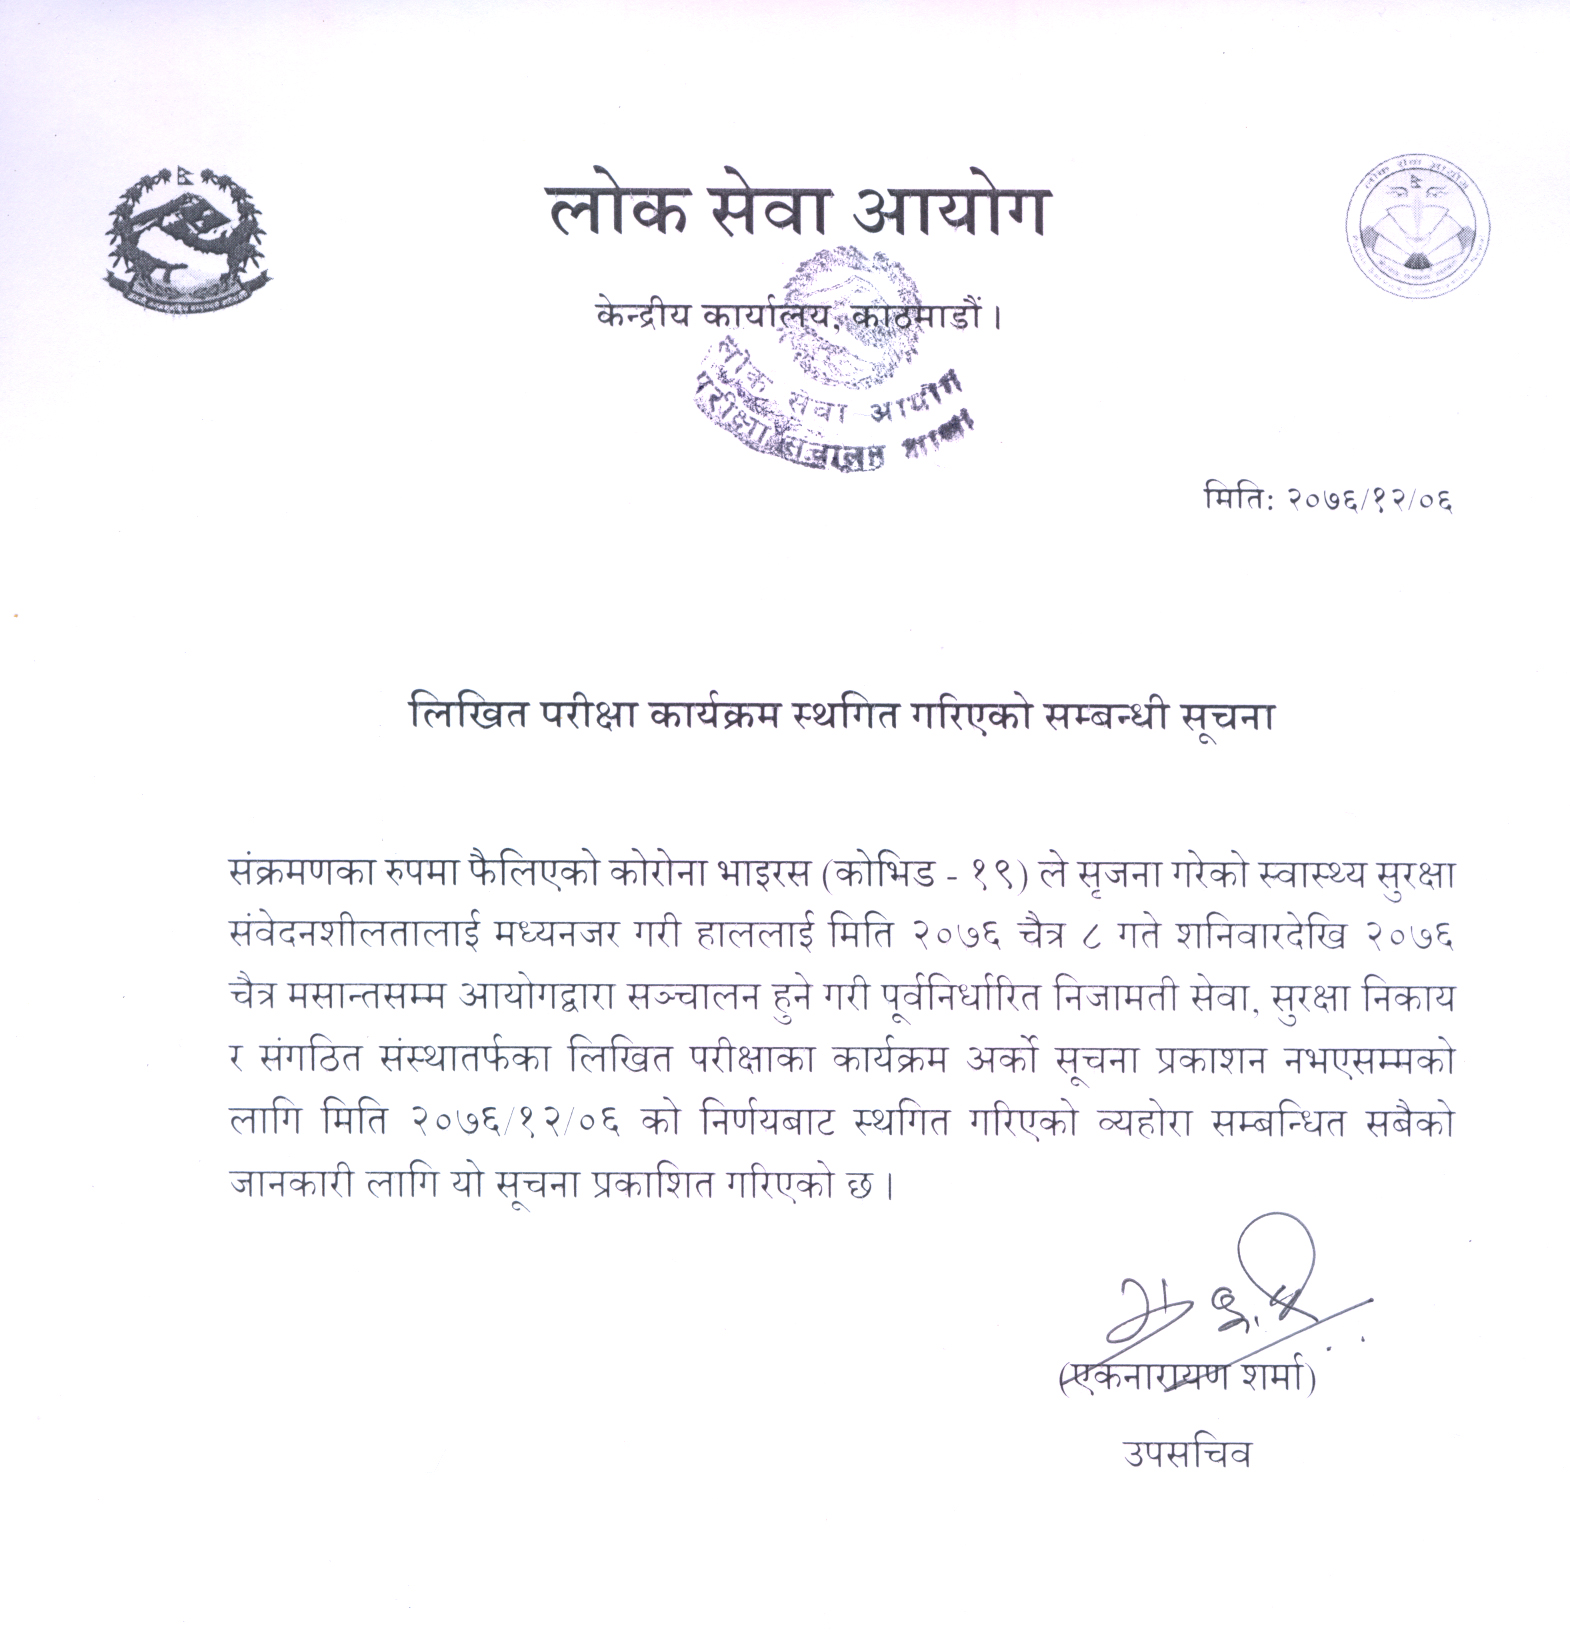 लोक सेवा आयोग
केन्द्रीय कार्यालय, काठमाडौं ।
लोक सेवा आयोग
परीक्षा संचालन शाखा
मिति: २०७६/१२/०६
लिखित परीक्षा कार्यक्रम स्थगित गरिएको सम्बन्धी सूचना
संक्रमणका रुपमा फैलिएको कोरोना भाइरस (कोभिड - १९) ले सृजना गरेको स्वास्थ्य सुरक्षा
संवेदनशीलतालाई मध्यनजर गरी हाललाई मिति २०७६ चैत्र ८ गते शनिवारदेखि २०७६
चैत्र मसान्तसम्म आयोगद्वारा सञ्चालन हुने गरी पूर्वनिर्धारित निजामती सेवा, सुरक्षा निकाय
र संगठित संस्थातर्फका लिखित परीक्षाका कार्यक्रम अर्को सूचना प्रकाशन नभएसम्मको
लागि मिति २०७६/१२/०६ को निर्णयबाट स्थगित गरिएको व्यहोरा सम्बन्धित सबैको
जानकारी लागि यो सूचना प्रकाशित गरिएको छ ।
(एकनारायण शर्मा)
उपसचिव